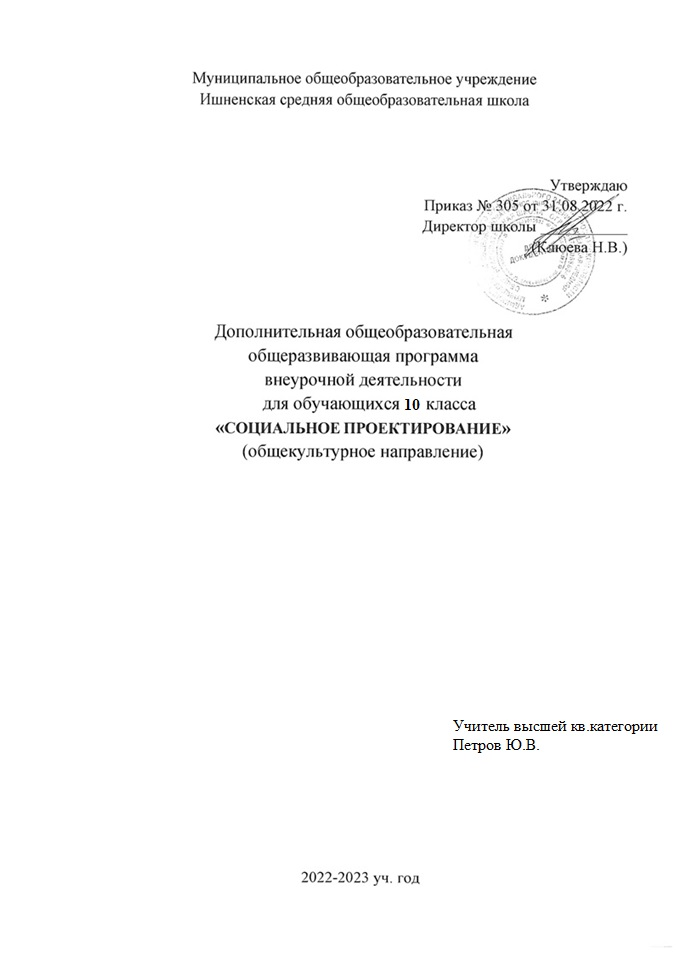 Муниципальное общеобразовательное учреждение
Ишненская средняя общеобразовательная школа
Утверждаю
Приказ № 305 от 31.08.2022 г.
Директор школы ___________
(Клюева Н.В.)
Дополнительная общеобразовательная
общеразвивающая программа
внеурочной деятельности
для обучающихся 10 класса
«СОЦИАЛЬНОЕ ПРОЕКТИРОВАНИЕ»
(общекультурное направление)
Учитель высшей кв.категории
Петров Ю.В.
2022-2023 уч. год